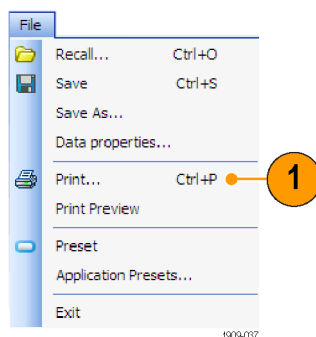 File
Recall... Ctrl+O
Save Ctrl+S
Save As...
Data properties...
Print... Ctrl+P 1
Print Preview
Preset
Application Presets...
Exit
1909-037